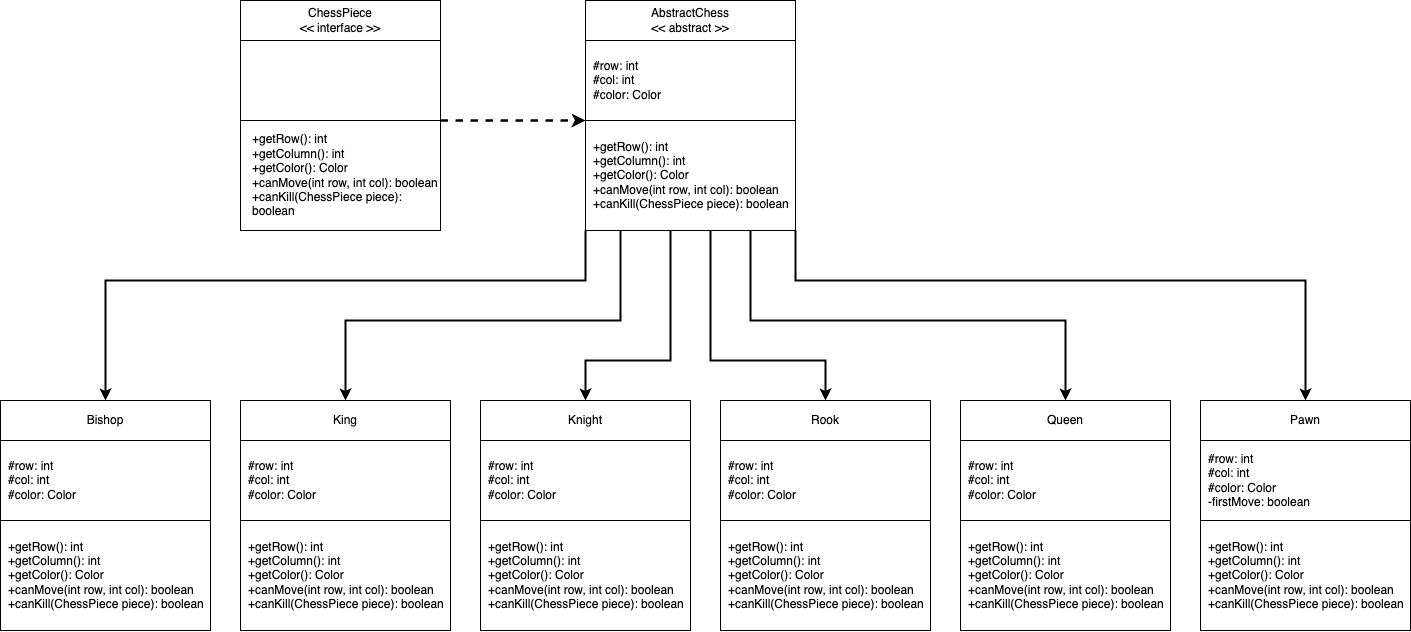 ChessPiece
<< interface >>
+getRow(): int
+getColumn(): int
+getColor(): Color
+canMove(int row, int col): boolean
+canKill(ChessPiece piece):
boolean
AbstractChess
<< abstract >>
#row: int
#col: int
#color: Color
+getRow(): int
+getColumn(): int
+getColor(): Color
+canMove(int row, int col): boolean
+canKill(ChessPiece piece): boolean
Bishop
#row: int
#col: int
#color: Color
+getRow(): int
+getColumn(): int
+getColor(): Color
+canMove(int row, int col): boolean
+canKill(ChessPiece piece): boolean
King
#row: int
#col: int
#color: Color
+getRow(): int
+getColumn(): int
+getColor(): Color
+canMove(int row, int col): boolean
+canKill(ChessPiece piece): boolean
Knight
#row: int
#col: int
#color: Color
+getRow(): int
+getColumn(): int
+getColor(): Color
+canMove(int row, int col): boolean
+canKill(ChessPiece piece): boolean
Rook
#row: int
#col: int
#color: Color
+getRow(): int
+getColumn(): int
+getColor(): Color
+canMove(int row, int col): boolean
+canKill(ChessPiece piece): boolean
Queen
#row: int
#col: int
#color: Color
+getRow(): int
+getColumn(): int
+getColor(): Color
+canMove(int row, int col): boolean
+canKill(ChessPiece piece): boolean
Pawn
#row: int
#col: int
#color: Color
-firstMove: boolean
+getRow(): int
+getColumn(): int
+getColor(): Color
+canMove(int row, int col): boolean
+canKill(ChessPiece piece): boolean